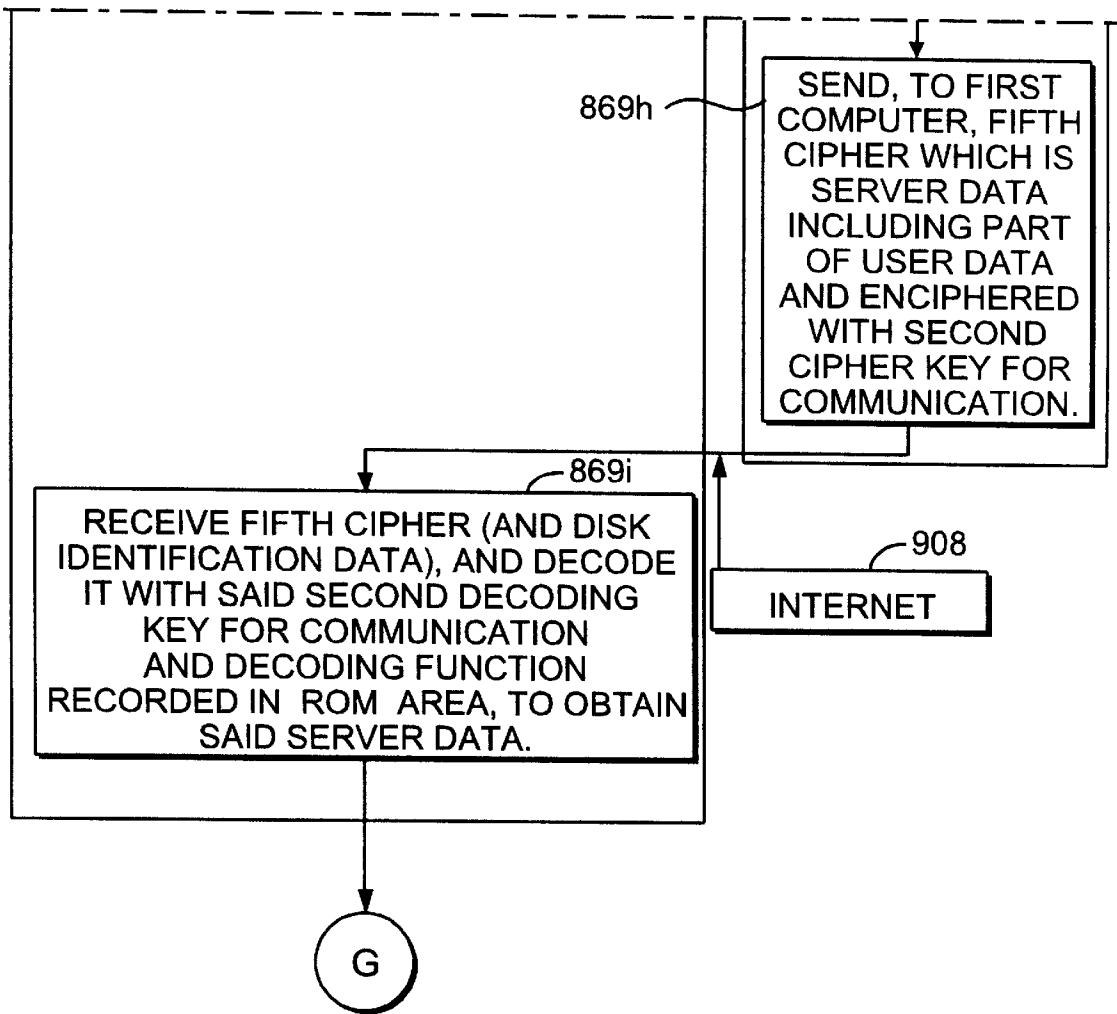 869h
SEND, TO FIRST
COMPUTER, FIFTH
CIPHER WHICH IS
SERVER DATA
INCLUDING PART
OF USER DATA
AND ENCIPHERED
WITH SECOND
CIPHER KEY FOR
COMMUNICATION.
869i
RECEIVE FIFTH CIPHER (AND DISK
IDENTIFICATION DATA), AND DECODE
IT WITH SAID SECOND DECODING
KEY FOR COMMUNICATION
AND DECODING FUNCTION
RECORDED IN ROM AREA, TO OBTAIN
SAID SERVER DATA.
908
INTERNET
G